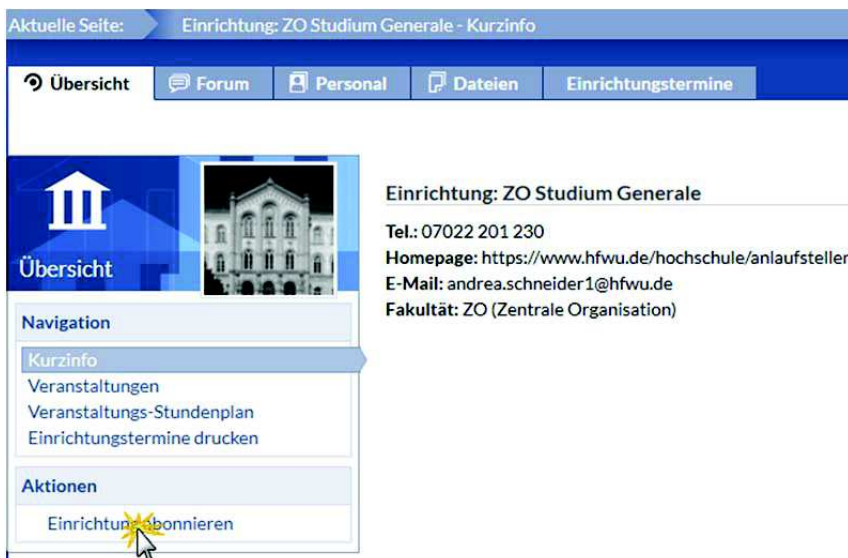 Aktuelle Seite: Einrichtung: ZO Studium Generale - Kurzinfo
Übersicht Forum Personal Dateien Einrichtungstermine
Übersicht
Einrichtung: ZO Studium Generale
Tel.: 07022 201 230
Homepage: https://www.hfwu.de/hochschule/anlaufsteller
E-Mail: andrea.schneider1@hfwu.de
Fakultät: ZO (Zentrale Organisation)
Navigation
Kurzinfo
Veranstaltungen
Veranstaltungs-Stundenplan
Einrichtungstermine drucken
Aktionen
Einrichtung abonnieren